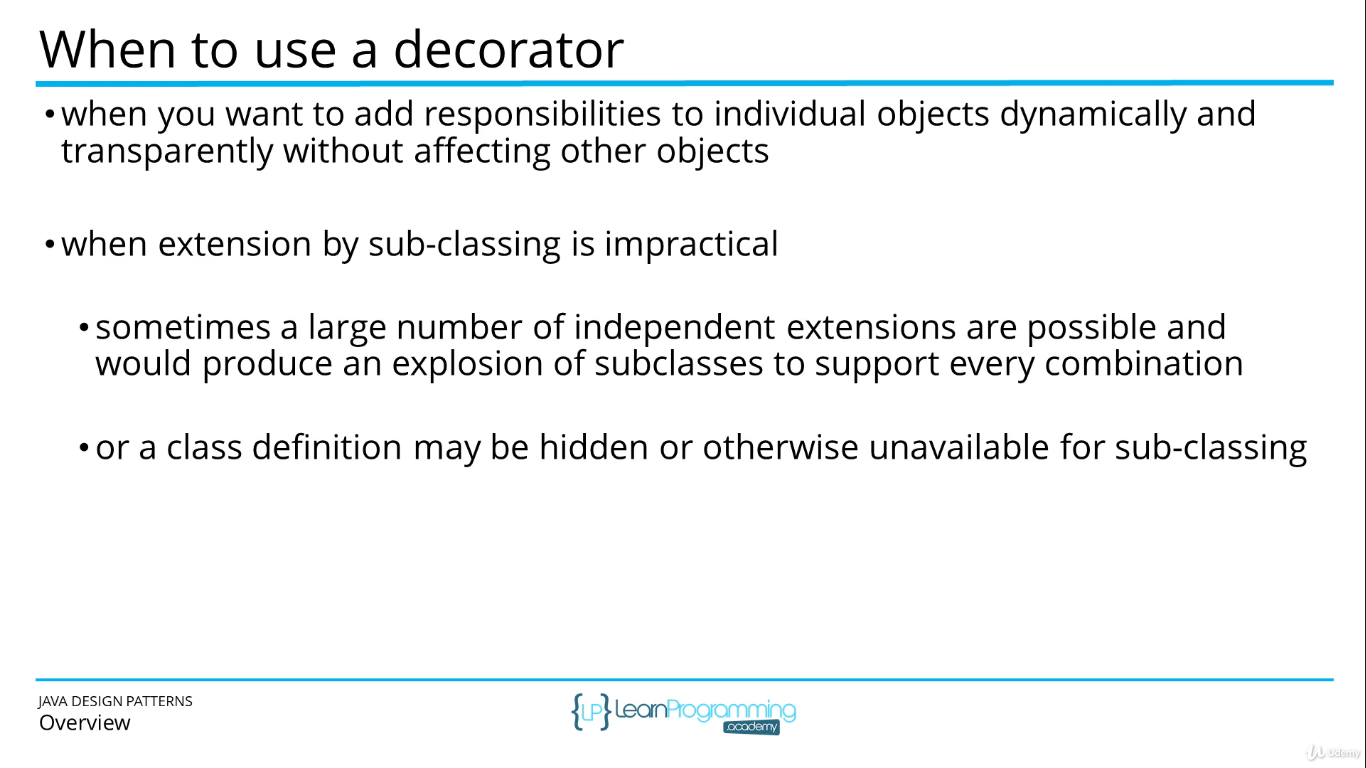 When to use a decorator
• when you want to add responsibilities to individual objects dynamically and
transparently without affecting other objects
• when extension by sub-classing is impractical
• sometimes a large number of independent extensions are possible and
would produce an explosion of subclasses to support every combination
• or a class definition may be hidden or otherwise unavailable for sub-classing
JAVA DESIGN PATTERNS
Overview
{LP} LearnProgramming
.academy
Udemy